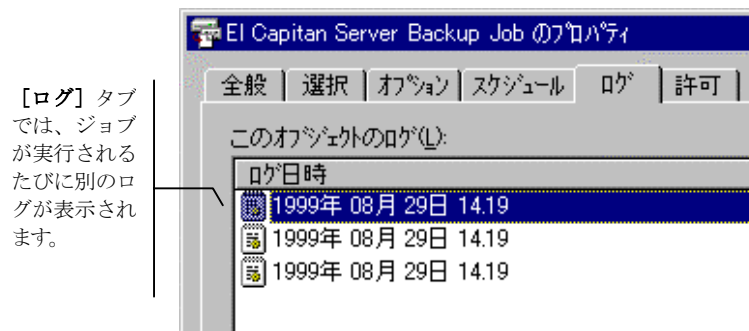 El Capitan Server Backup Job のﾌﾟﾛﾊﾟﾃｨ
全般
選択
ｵﾌﾟｼｮﾝ
ｽｹｼﾞｭｰﾙ
ﾛｸﾞ
許可
［ログ］タブ
では、ジョブ
が実行される
たびに別のロ
グが表示され
ます。
このｵﾌﾞｼﾞｪｸﾄのﾛｸﾞ(L):
ﾛｸﾞ日時
1999年 08月 29日 14.19
1999年 08月 29日 14.19
1999年 08月 29日 14.19